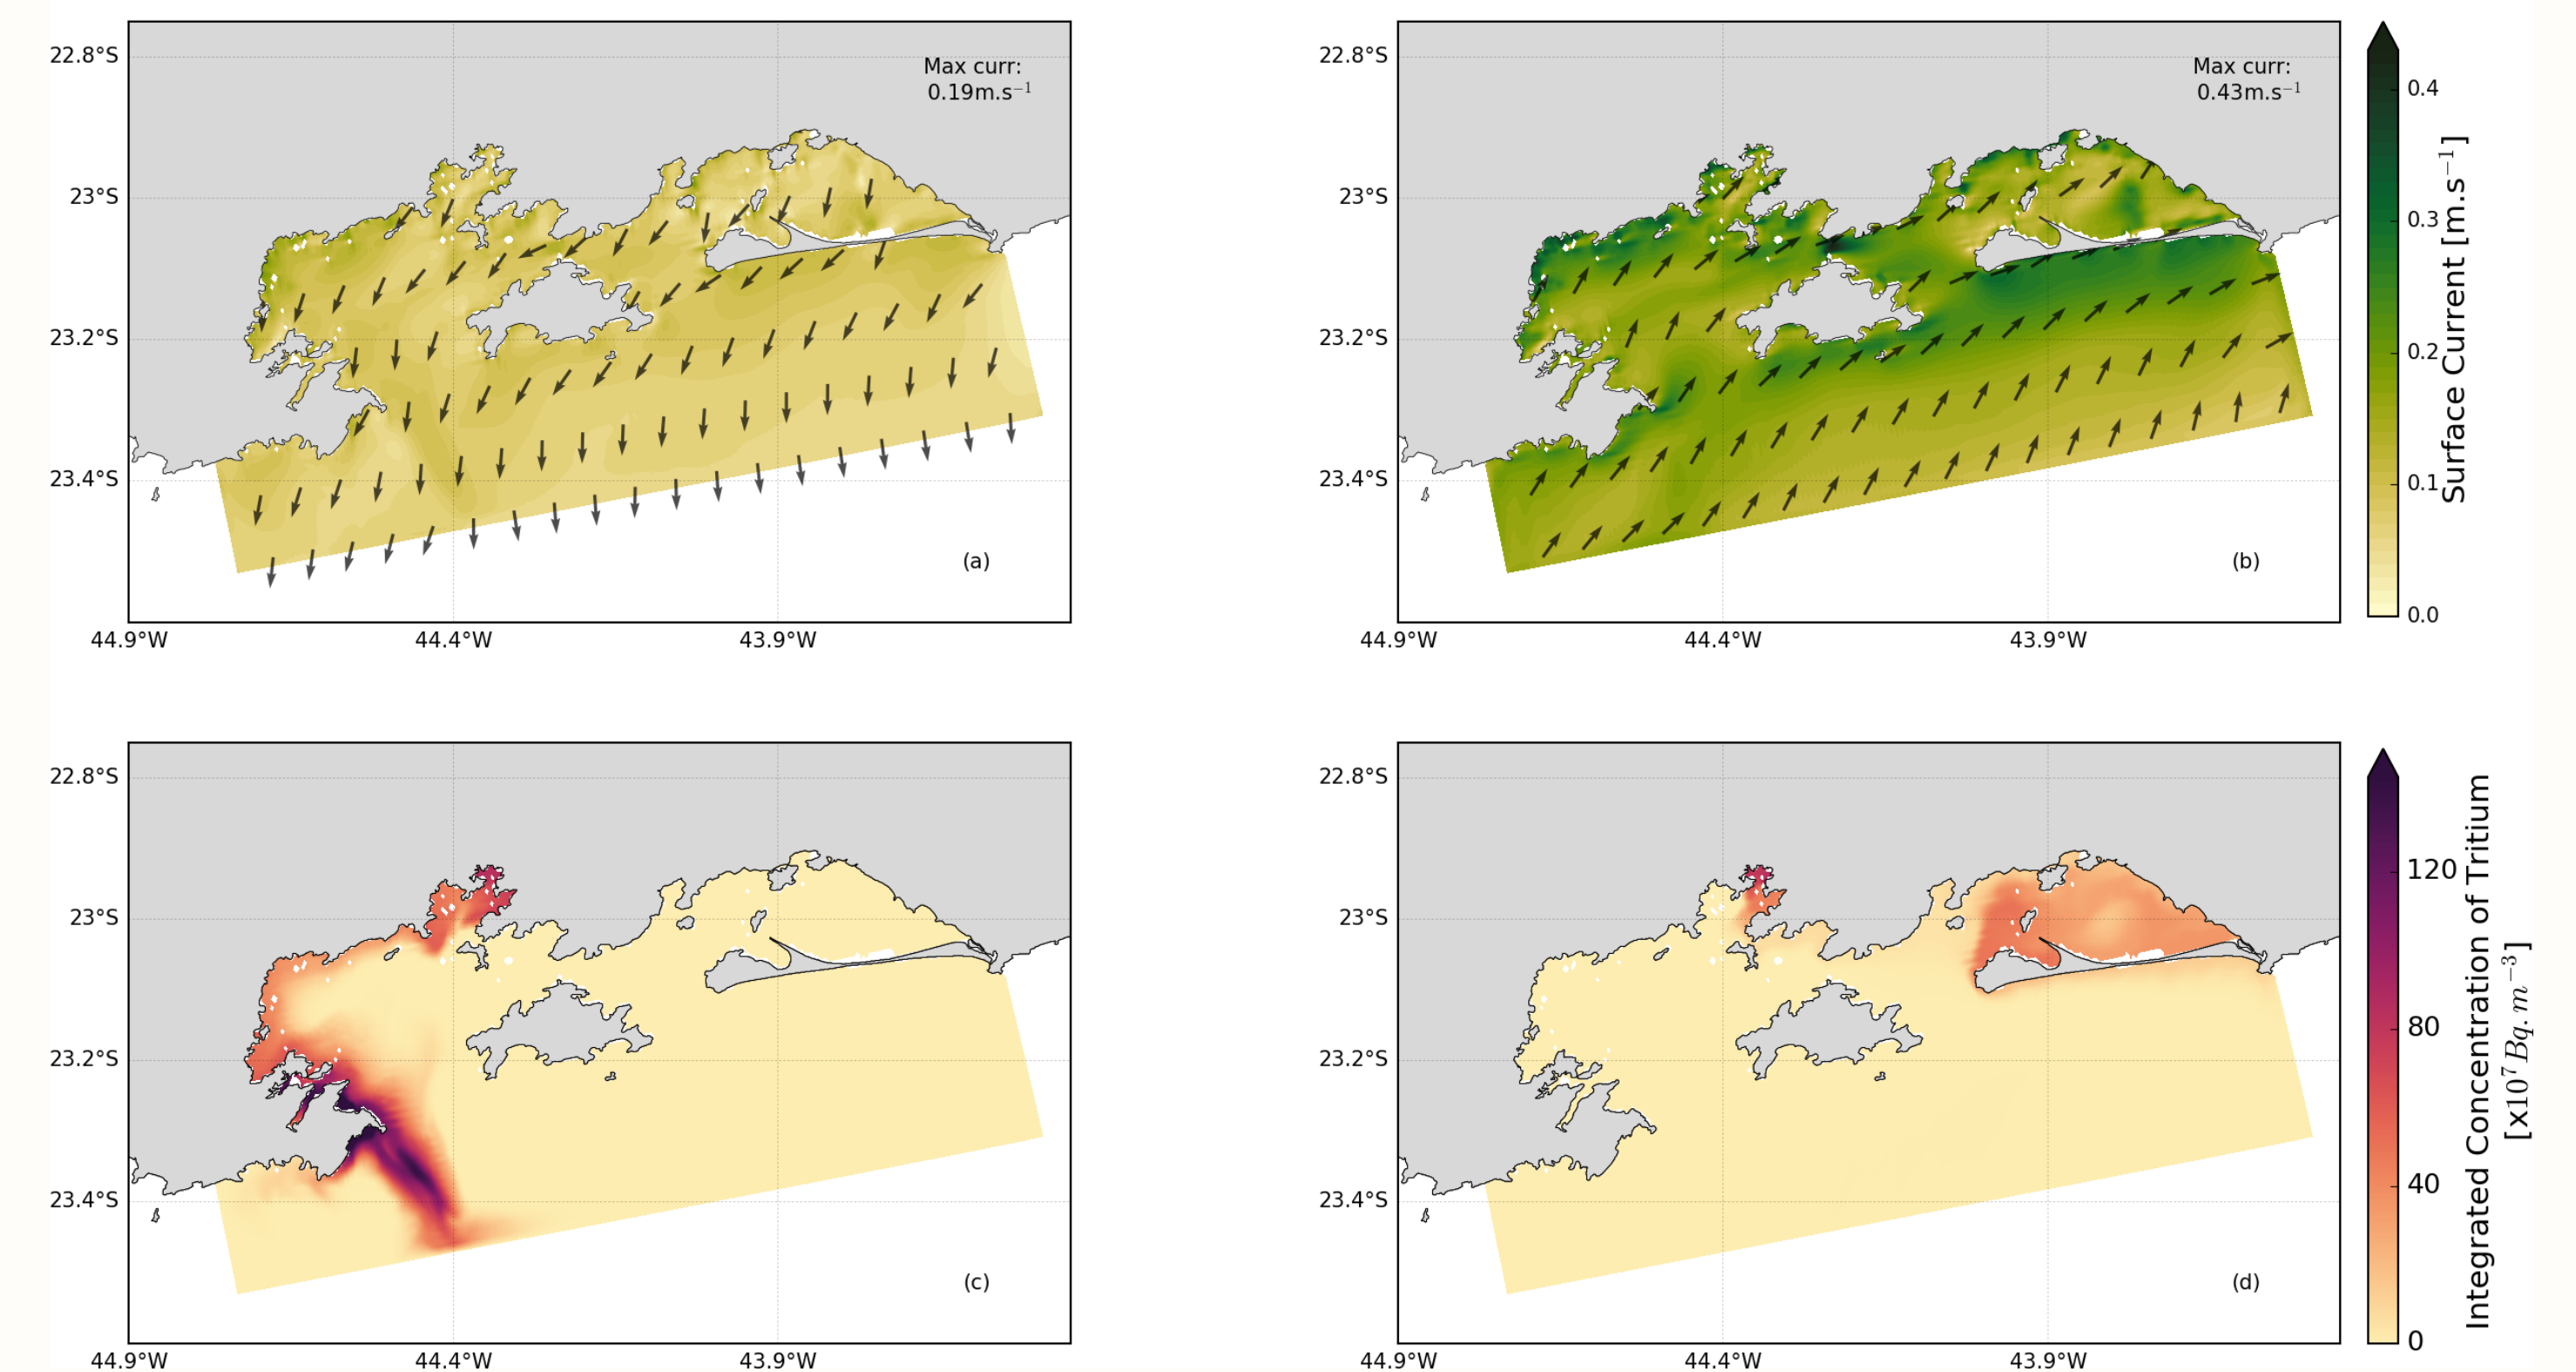 22.8°S
23°S
23.2°S
23.4°S
44.9°W 44.4°W 43.9°W
Max curr:
0.19m.s⁻¹
(a)
22.8°S
23°S
23.2°S
23.4°S
44.9°W 44.4°W 43.9°W
Max curr:
0.43m.s⁻¹
(b)
0.4
0.3
0.2
0.1
0.0
Surface Current [m.s⁻¹]
22.8°S
23°S
23.2°S
23.4°S
44.9°W 44.4°W 43.9°W
(c)
22.8°S
23°S
23.2°S
23.4°S
44.9°W 44.4°W 43.9°W
(d)
120
80
40
0
Integrated Concentration of Tritium
[x10⁷Bq.m⁻³]